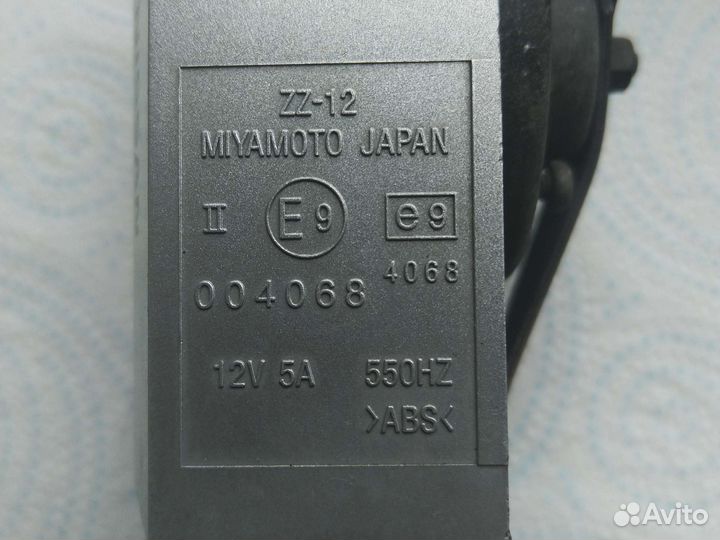 ZZ-12
MIYAMOTO JAPAN
II E9 e9
004068 4068
12V 5A 550HZ
>ABS<
Avito